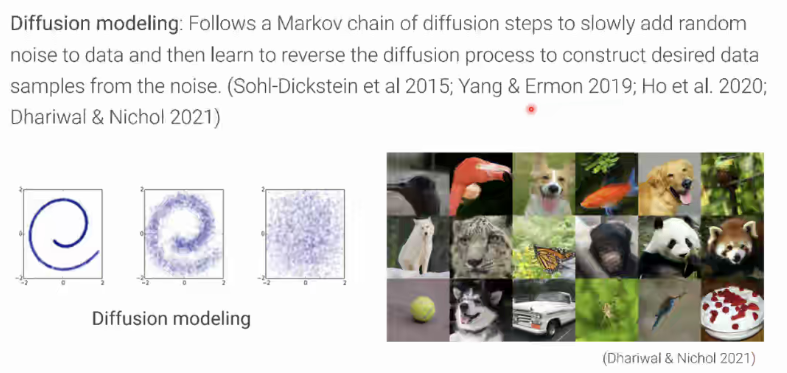 Diffusion modeling: Follows a Markov chain of diffusion steps to slowly add random
noise to data and then learn to reverse the diffusion process to construct desired data
samples from the noise. (Sohl-Dickstein et al 2015; Yang & Ermon 2019; Ho et al. 2020;
Dhariwal & Nichol 2021)
2 2 2
0 0 0
-2 -2 -2
-2 0 2 -2 0 2 -2 0 2
Diffusion modeling
(Dhariwal & Nichol 2021)